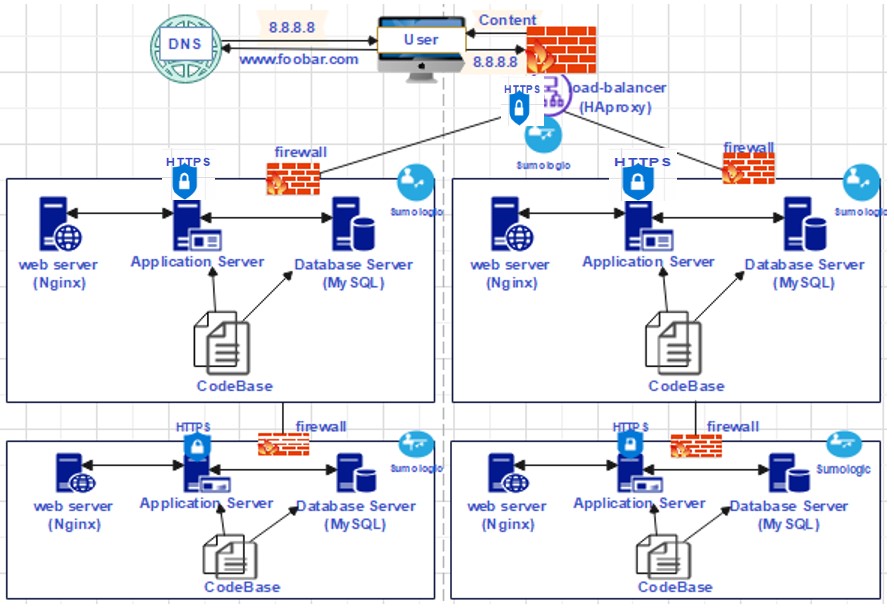 DNS
8.8.8.8
www.foobar.com
User
Content
8.8.8.8
HTTPS
oad-balancer
(HAproxy)
Sumologic
firewall
HTTPS
Sumologic
web server
(Nginx)
Application Server
Database Server
(MySQL)
CodeBase
firewall
HTTPS
Sumologic
web server
(Nginx)
Application Server
Database Server
(MySQL)
CodeBase
HTTPS
firewall
Sumologic
web server
(Nginx)
Application Server
Database Server
(MySQL)
CodeBase
HTTPS
firewall
Sumologic
web server
(Nginx)
Application Server
Database Server
(MySQL)
CodeBase